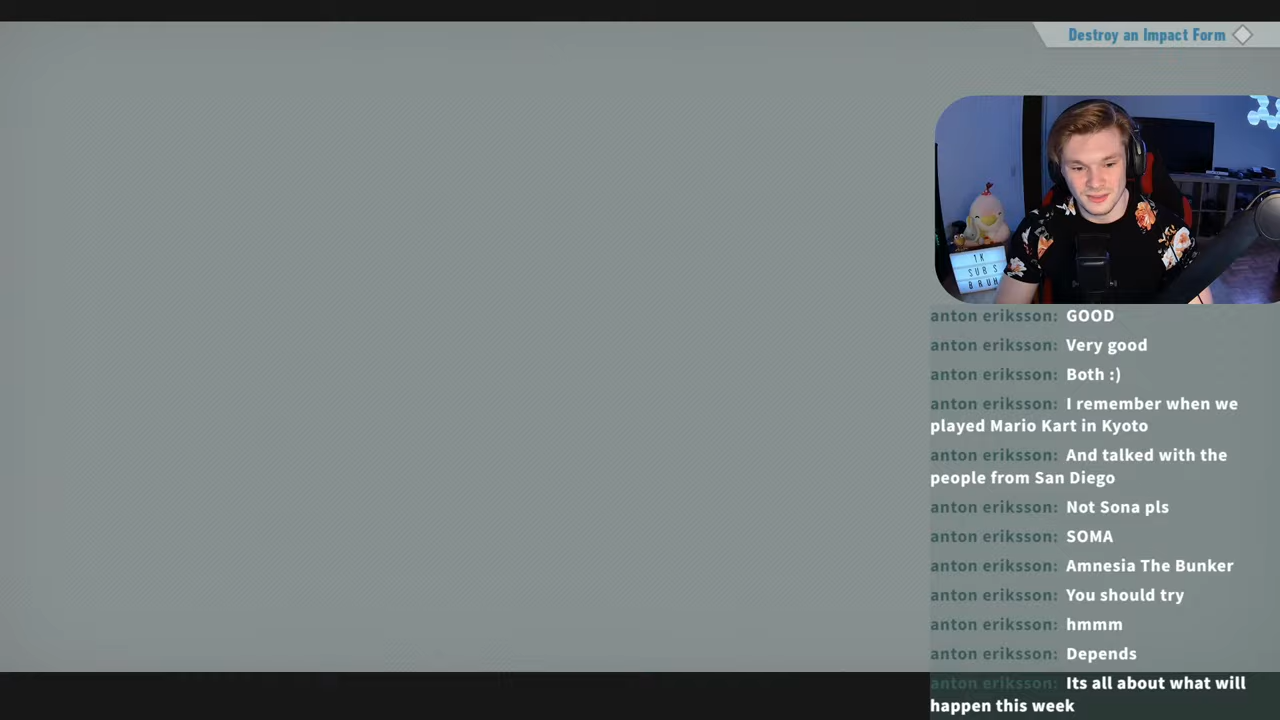 Destroy an Impact Form
1K
SUBS
BRUH
anton eriksson: GOOD
anton eriksson: Very good
anton eriksson: Both :)
anton eriksson: I remember when we
played Mario Kart in Kyoto
anton eriksson: And talked with the
people from San Diego
anton eriksson: Not Sona pls
anton eriksson: SOMA
anton eriksson: Amnesia The Bunker
anton eriksson: You should try
anton eriksson: hmmm
anton eriksson: Depends
anton eriksson: Its all about what will
happen this week